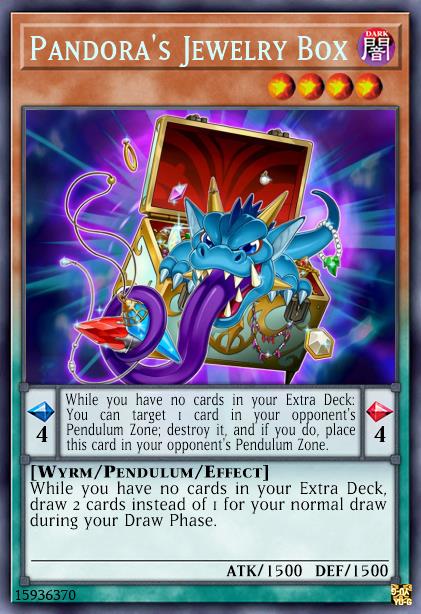 Pandora's Jewelry Box
DARK
闇
While you have no cards in your Extra Deck:
You can target 1 card in your opponent's
Pendulum Zone; destroy it, and if you do, place
this card in your opponent's Pendulum Zone.
4
4
[Wyrm/Pendulum/Effect]
While you have no cards in your Extra Deck,
draw 2 cards instead of 1 for your normal draw
during your Draw Phase.
ATK/1500 DEF/1500
15936370